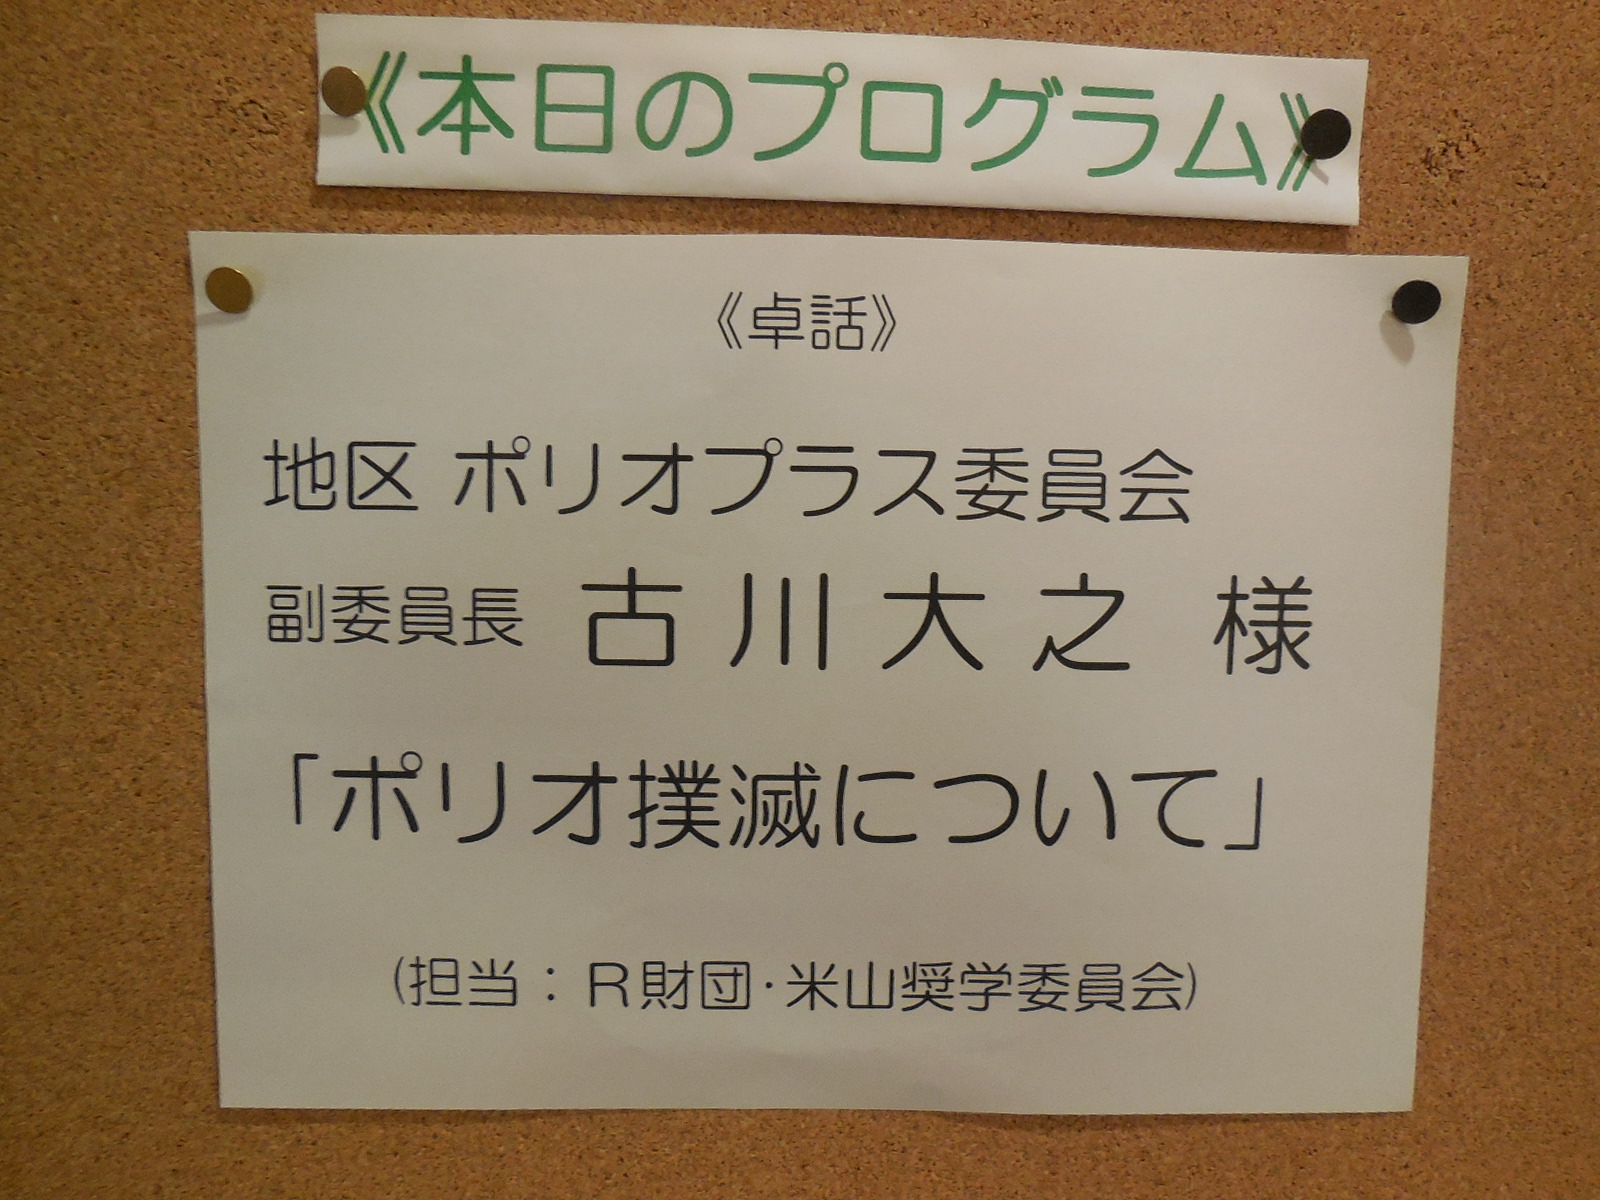 《本日のプログラム》
《卓話》
地区 ポリオプラス委員会
副委員長 古川大之 様
「ポリオ撲滅について」
(担当：R財団・米山奨学委員会)